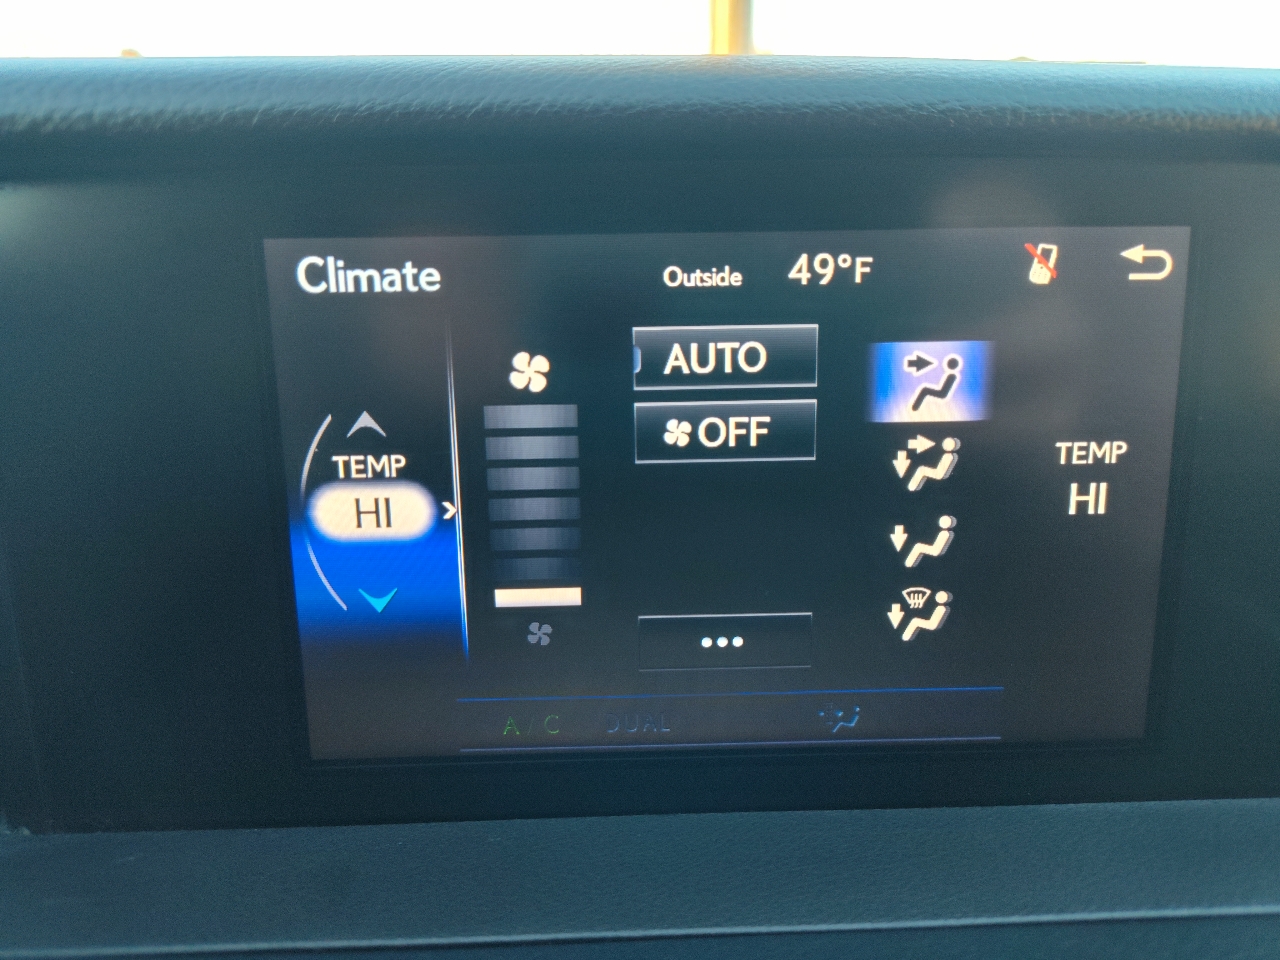 Climate
Outside 49°F
AUTO
OFF
TEMP
HI
TEMP
HI
•••
A/C DUAL